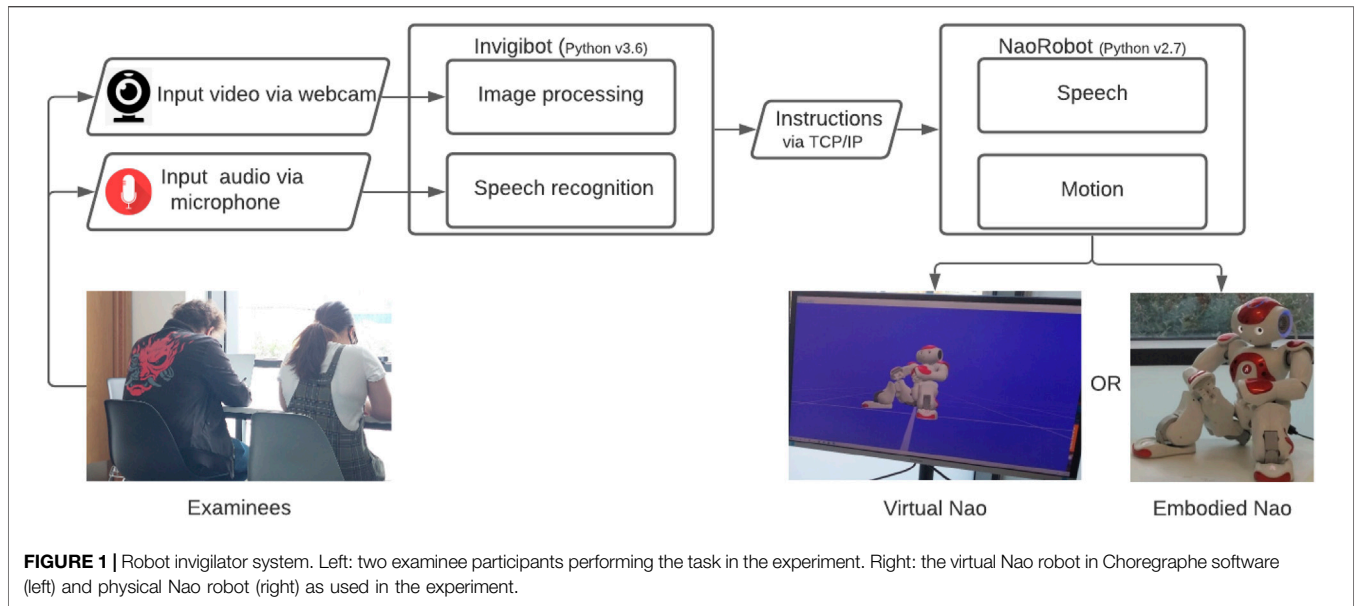 Invigibot (Python v3.6)
NaoRobot (Python v2.7)
Input video via webcam
Image processing
Instructions
via TCP/IP
Speech
Input audio via
microphone
Speech recognition
Motion
OR
Examinees
Virtual Nao
Embodied Nao
FIGURE 1 | Robot invigilator system. Left: two examinee participants performing the task in the experiment. Right: the virtual Nao robot in Choregraphe software
(left) and physical Nao robot (right) as used in the experiment.